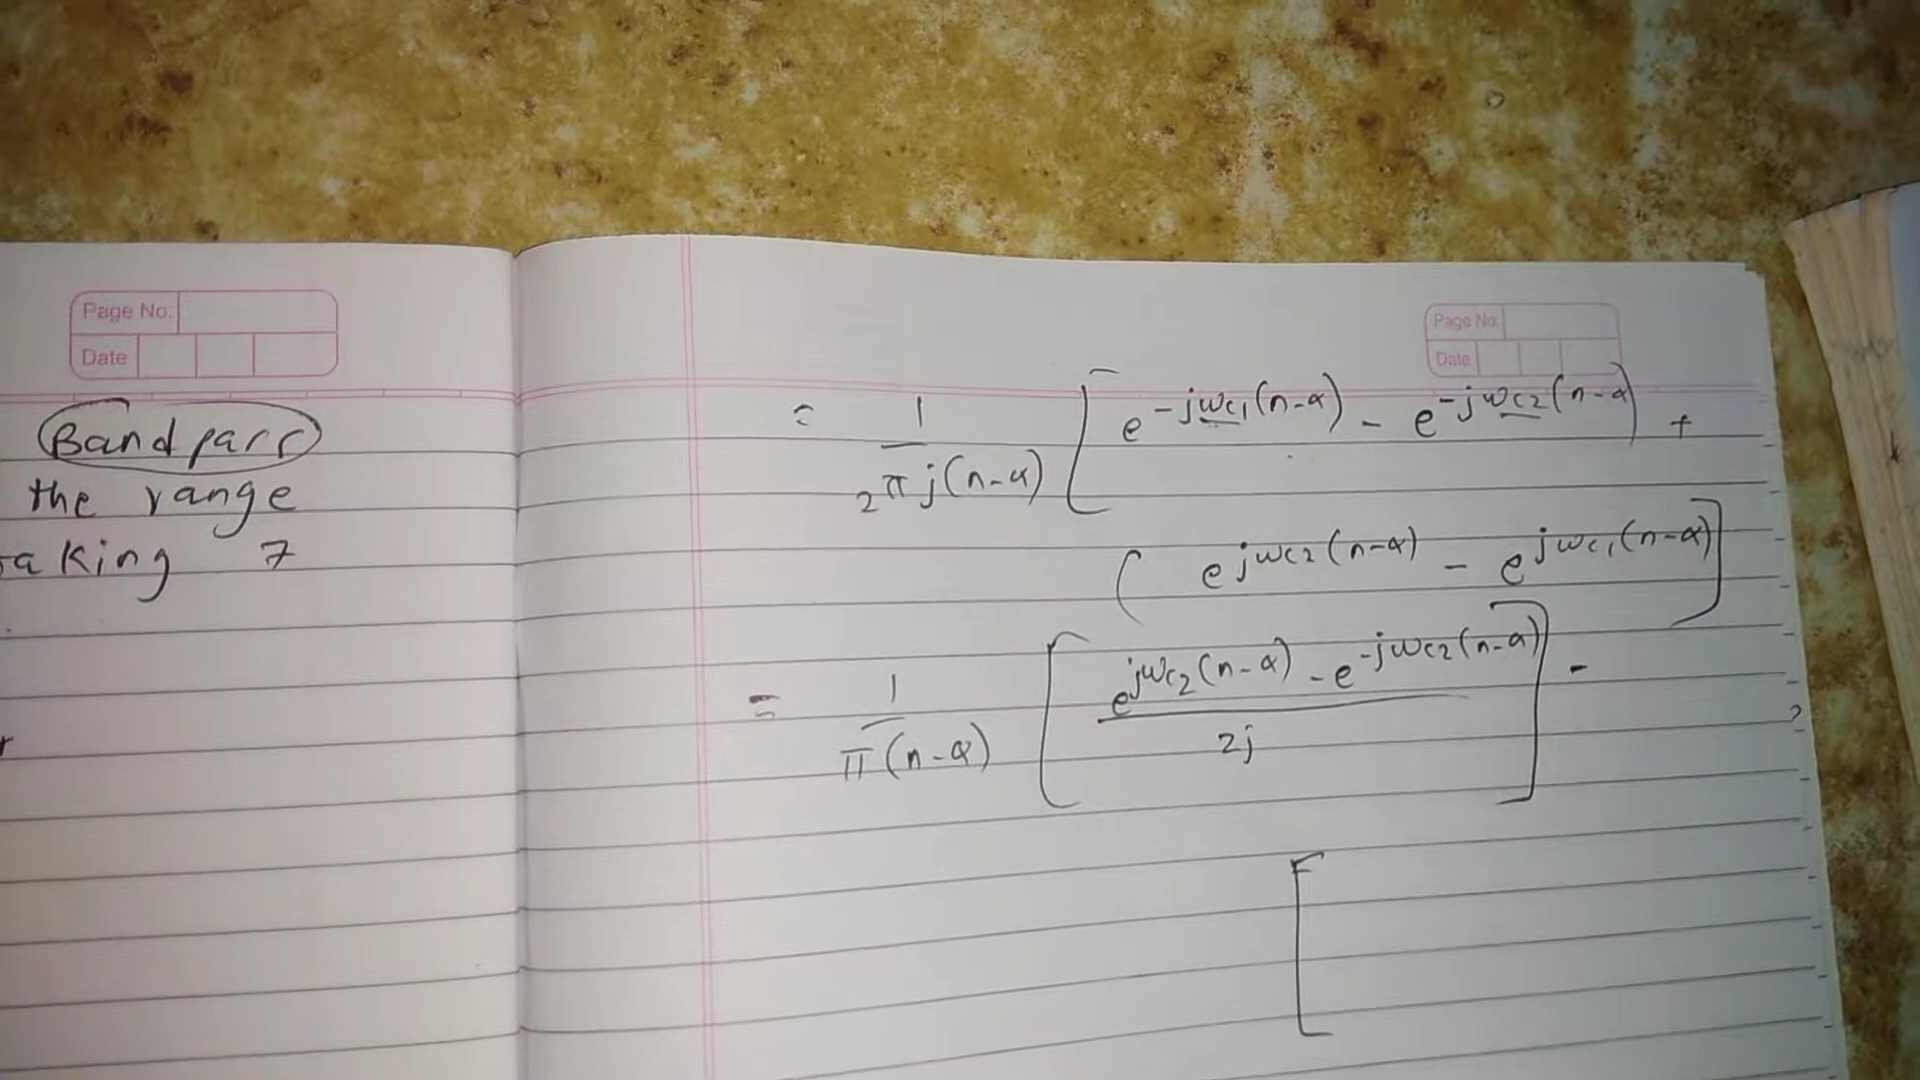 Page No.
Date
Band pass
the range
taking 7
r
Page No.
Date
= 1 / 2πj(n-α) [ e^-jωc1(n-α) - e^-jωc2(n-α) +
( e^jωc2(n-α) - e^jωc1(n-α) ]
= 1 / π(n-α) [ e^jωc2(n-α) - e^-jωc2(n-α) / 2j ] -
[